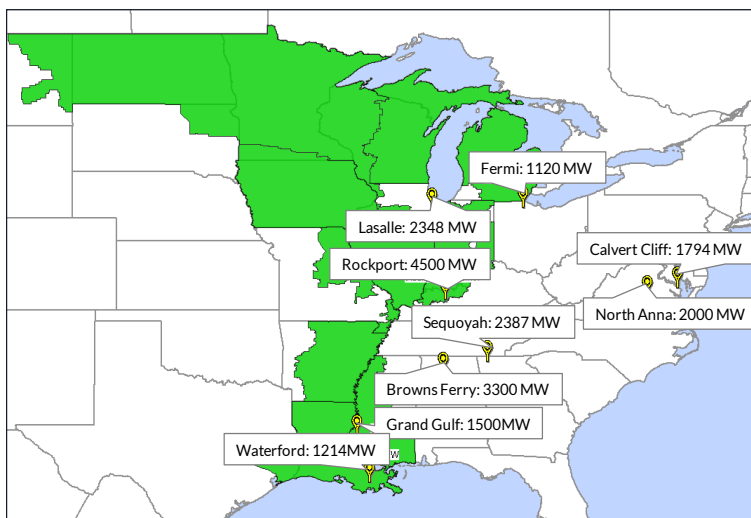 Fermi: 1120 MW
Lasalle: 2348 MW
Calvert Cliff: 1794 MW
Rockport: 4500 MW
North Anna: 2000 MW
Sequoyah: 2387 MW
Browns Ferry: 3300 MW
Grand Gulf: 1500MW
Waterford: 1214MW
W